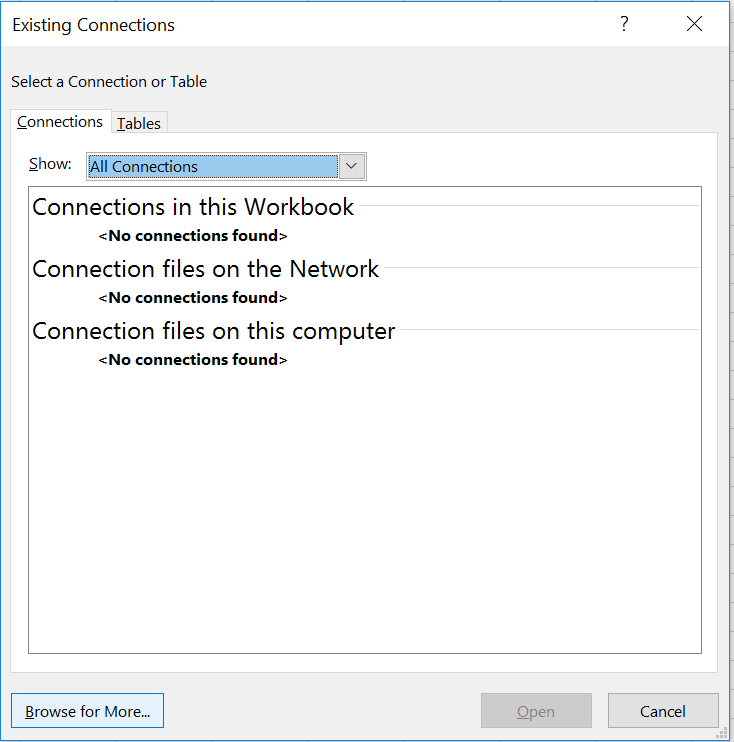 Existing Connections
?
Select a Connection or Table
Connections
Tables
Show:
All Connections
Connections in this Workbook
<No connections found>
Connection files on the Network
<No connections found>
Connection files on this computer
<No connections found>
Browse for More...
Open
Cancel